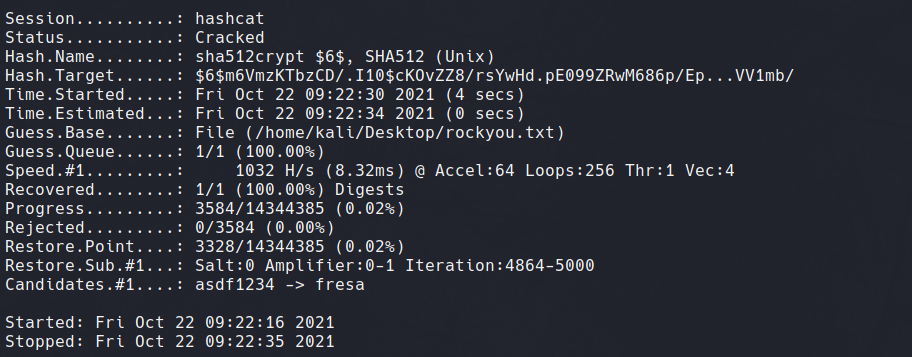 Session..........: hashcat
Status...........: Cracked
Hash.Name........: sha512crypt $6$, SHA512 (Unix)
Hash.Target......: $6$m6VmzKTbzCD/.I10$cKOvZZ8/rsYwHd.pE099ZRwM686p/Ep...VV1mb/
Time.Started.....: Fri Oct 22 09:22:30 2021 (4 secs)
Time.Estimated...: Fri Oct 22 09:22:34 2021 (0 secs)
Guess.Base.......: File (/home/kali/Desktop/rockyou.txt)
Guess.Queue......: 1/1 (100.00%)
Speed.#1.........:     1032 H/s (8.32ms) @ Accel:64 Loops:256 Thr:1 Vec:4
Recovered........: 1/1 (100.00%) Digests
Progress.........: 3584/14344385 (0.02%)
Rejected.........: 0/3584 (0.00%)
Restore.Point....: 3328/14344385 (0.02%)
Restore.Sub.#1...: Salt:0 Amplifier:0-1 Iteration:4864-5000
Candidates.#1....: asdf1234 -> fresa
Started: Fri Oct 22 09:22:16 2021
Stopped: Fri Oct 22 09:22:35 2021